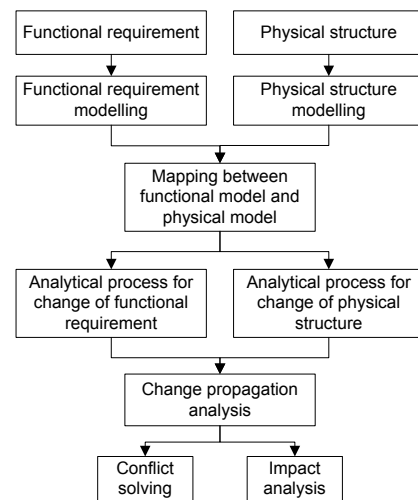 Functional requirement
Physical structure
Functional requirement
modelling
Physical structure
modelling
Mapping between
functional model and
physical model
Analytical process for
change of functional
requirement
Analytical process for
change of physical
structure
Change propagation
analysis
Conflict
solving
Impact
analysis